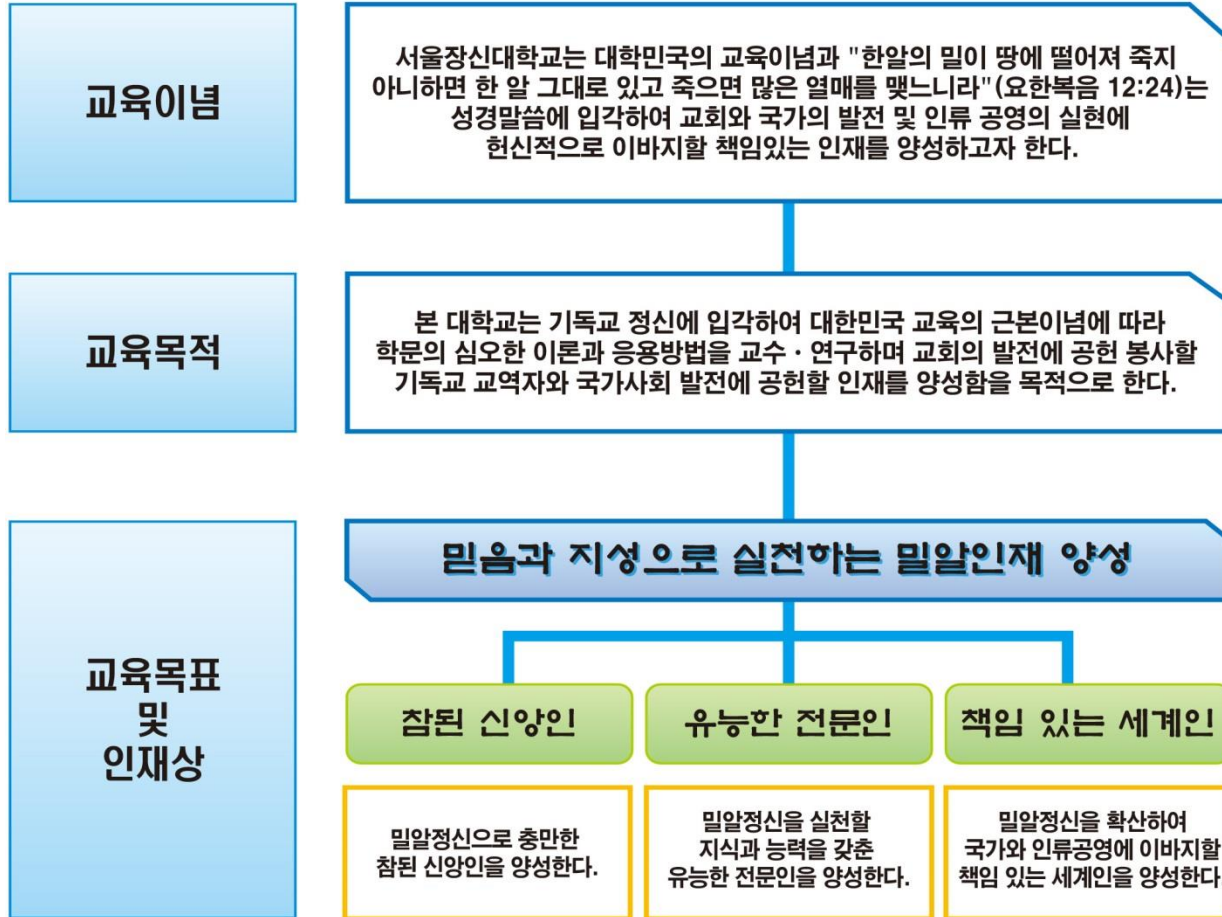 교육이념
서울장신대학교는 대학민국의 교육이념과 "한알의 밀이 땅에 떨어져 죽지
아니하면 한 알 그대로 있고 죽으면 많은 열매를 맺느니라"(요한복음 12:24)는
성경말씀에 입각하여 교회와 국가의 발전 및 인류 공영의 실현에
헌신적으로 이바지할 책임있는 인재를 양성하고자 한다.
교육목적
본 대학교는 기독교 정신에 입각하여 대한민국 교육의 근본이념에 따라
학문의 심오한 이론과 응용방법을 교수 · 연구하며 교회의 발전에 공헌 봉사할
기독교 교역자와 국가사회 발전에 공헌할 인재를 양성함을 목적으로 한다.
교육목표
및
인재상
믿음과 지성으로 실천하는 밀알인재 양성
참된 신앙인
밀알정신으로 충만한
참된 신앙인을 양성한다.
유능한 전문인
밀알정신을 실천할
지식과 능력을 갖춘
유능한 전문인을 양성한다.
책임 있는 세계인
밀알정신을 확산하여
국가와 인류공영에 이바지할
책임 있는 세계인을 양성한다